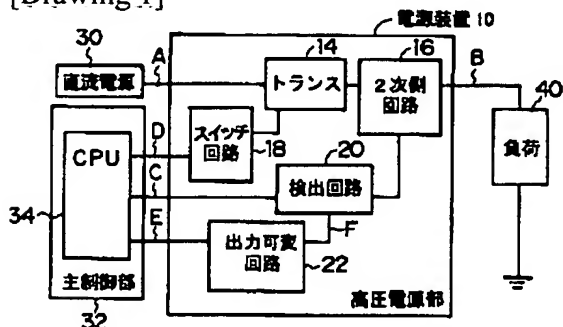 [Drawing 1]
電源装置10
30
14
16
A
B
直流電源
トランス
2次側
回路
40
負荷
D
スイッチ
回路
18
CPU
20
C
検出回路
34
E
F
出力可変
回路
22
主制御部
32
高圧電源部